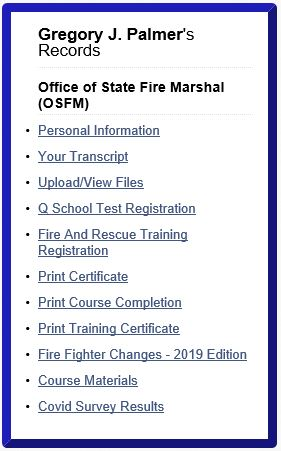 Gregory J. Palmer's
Records
Office of State Fire Marshal
(OSFM)
Personal Information
Your Transcript
Upload/View Files
Q School Test Registration
Fire And Rescue Training
Registration
Print Certificate
Print Course Completion
Print Training Certificate
Fire Fighter Changes - 2019 Edition
Course Materials
Covid Survey Results